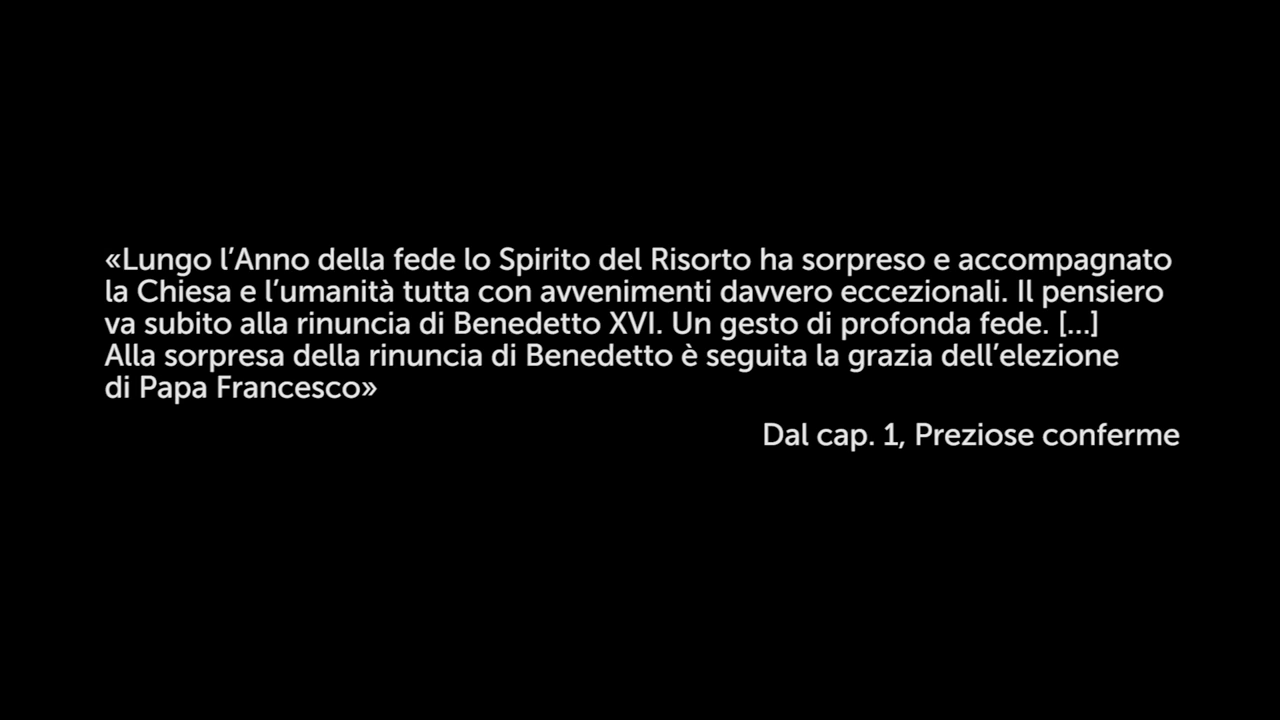 «Lungo l’Anno della fede lo Spirito del Risorto ha sorpreso e accompagnato
la Chiesa e l’umanità tutta con avvenimenti davvero eccezionali. Il pensiero
va subito alla rinuncia di Benedetto XVI. Un gesto di profonda fede. [...]
Alla sorpresa della rinuncia di Benedetto è seguita la grazia dell’elezione
di Papa Francesco»
Dal cap. 1, Preziose conferme